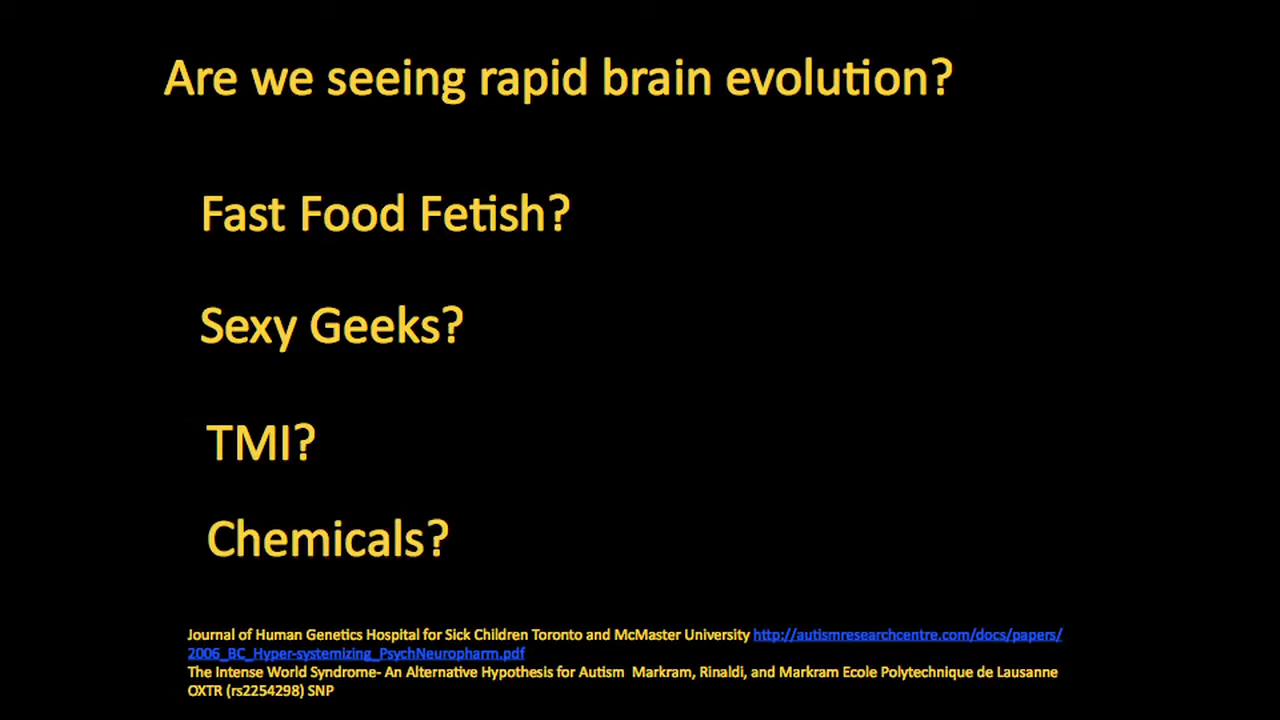 Are we seeing rapid brain evolution?
Fast Food Fetish?
Sexy Geeks?
TMI?
Chemicals?
Journal of Human Genetics Hospital for Sick Children Toronto and McMaster University http://autismresearchcentre.com/docs/papers/
2006_BC_Hyper-systemizing_PsychNeuropharm.pdf
The Intense World Syndrome- An Alternative Hypothesis for Autism  Markram, Rinaldi, and Markram Ecole Polytechnique de Lausanne
OXTR (rs2254298) SNP